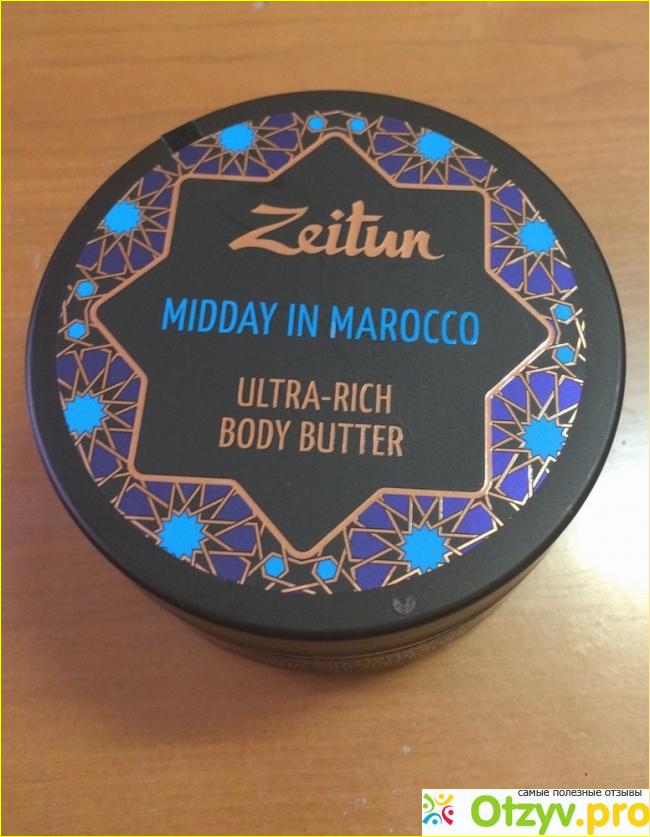 Zeitun
MIDDAY IN MAROCCO
ULTRA-RICH
BODY BUTTER
самые полезные отзывы
Otzyv.pro